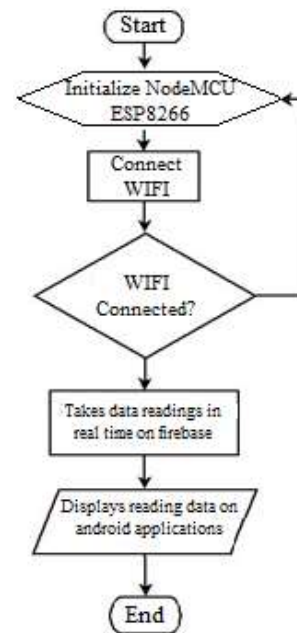 Start
Initialize NodeMCU
ESP8266
Connect
WIFI
WIFI
Connected?
Takes data readings in
real time on firebase
Displays reading data on
android applications
End